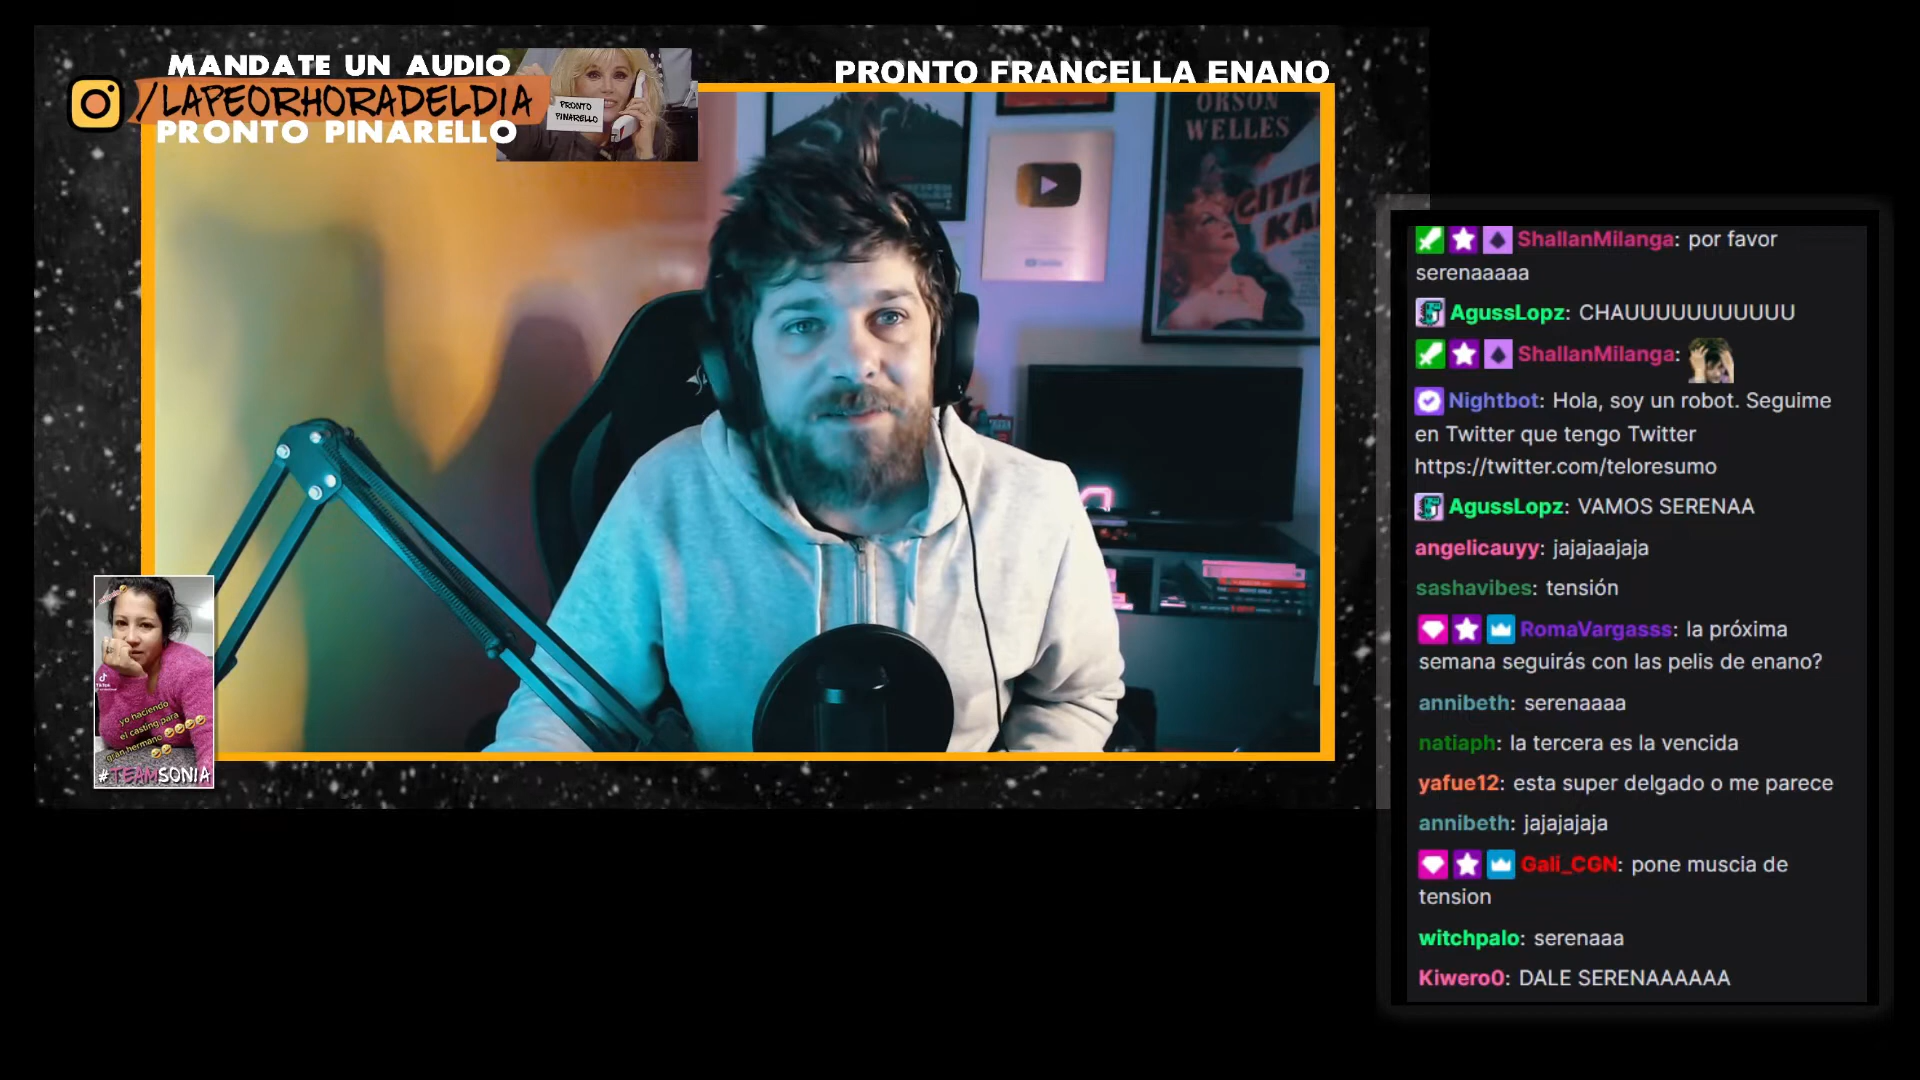 MANDATE UN AUDIO
/LAPEORHORADELDIA
PRONTO PINARELLO
PRONTO
PINARELLO
PRONTO FRANCELLA ENANO
ORSON
WELLES
CITIZ
KA
yo haciendo
el casting para
gran hermano 🤣🤣🤣🤣
🤣🤣
#TEAMSONIA
ShallanMilanga: por favor
serenaaaaa
AgussLopz: CHAUUUUUUUUUUU
ShallanMilanga:
Nightbot: Hola, soy un robot. Seguime
en Twitter que tengo Twitter
https://twitter.com/teloresumo
AgussLopz: VAMOS SERENAA
angelicauyy: jajajaajaja
sashavibes: tensión
RomaVargasss: la próxima
semana seguirás con las pelis de enano?
annibeth: serenaaaa
natiaph: la tercera es la vencida
yafue12: esta super delgado o me parece
annibeth: jajajajaja
Gali_CGN: pone muscia de
tension
witchpalo: serenaaa
Kiwero0: DALE SERENAAAAAA